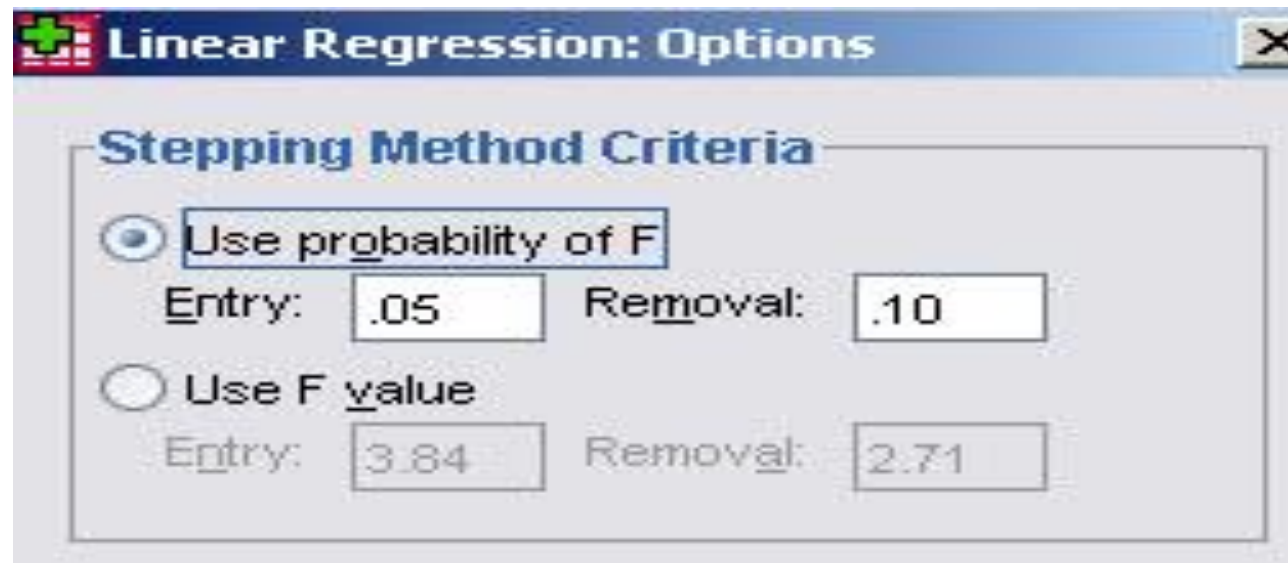 Linear Regression: Options
Stepping Method Criteria
Use probability of F
Entry: .05 Removal: .10
Use F value
Entry: 3.84 Removal: 2.71